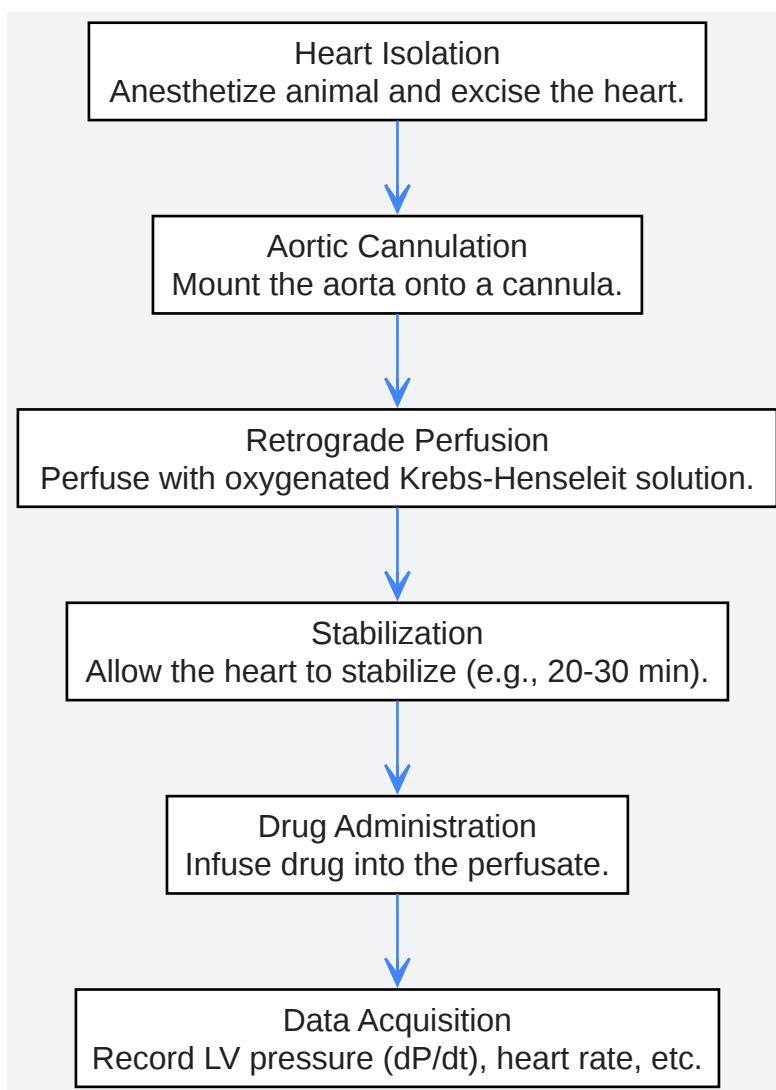 Heart Isolation
Anesthetize animal and excise the heart.
Aortic Cannulation
Mount the aorta onto a cannula.
Retrograde Perfusion
Perfuse with oxygenated Krebs-Henseleit solution.
Stabilization
Allow the heart to stabilize (e.g., 20-30 min).
Drug Administration
Infuse drug into the perfusate.
Data Acquisition
Record LV pressure (dP/dt), heart rate, etc.